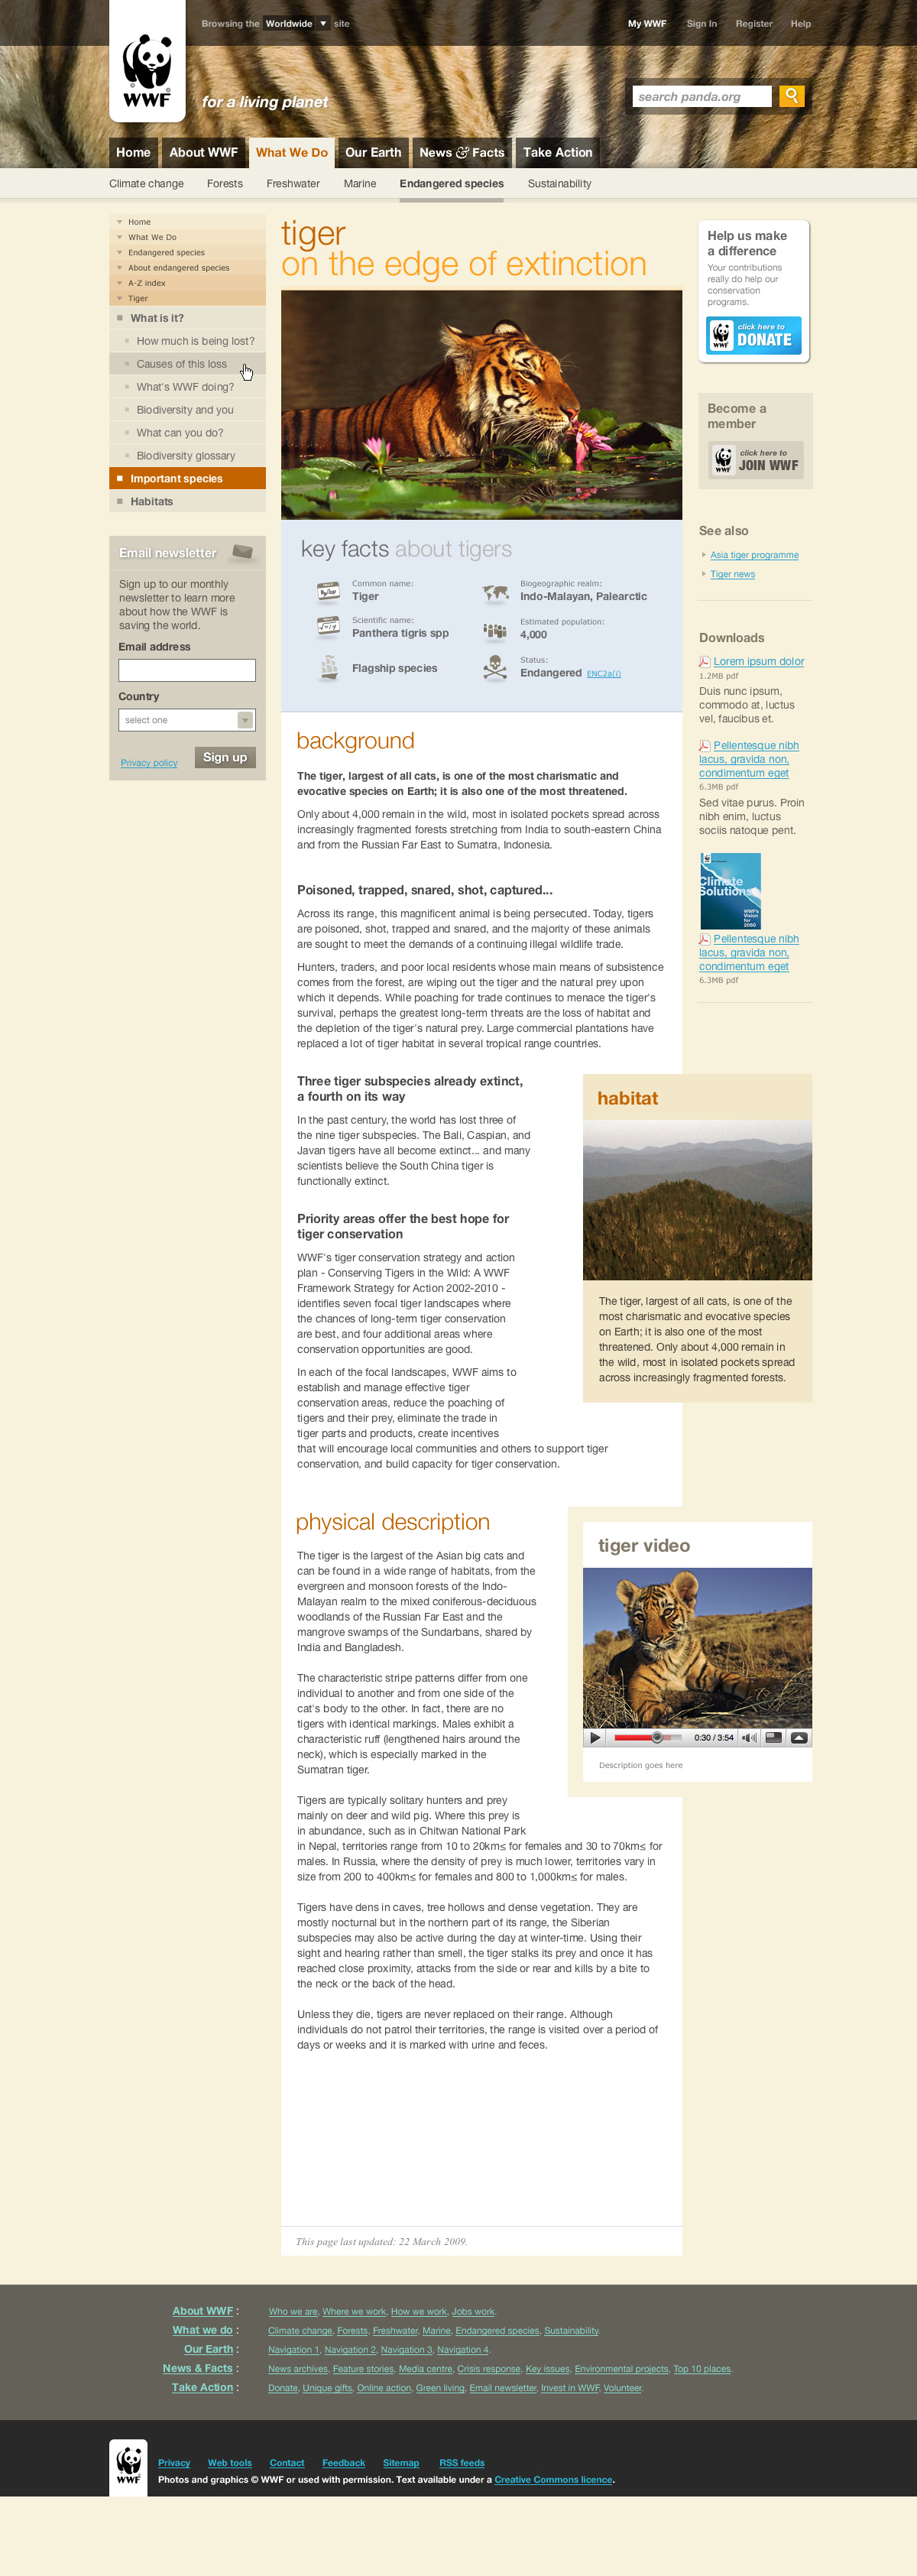 Browsing the Worldwide site
My WWF Sign In Register Help
WWF
for a living planet
search panda.org
Home About WWF What We Do Our Earth News & Facts Take Action
Climate change Forests Freshwater Marine Endangered species Sustainability
Home
What We Do
Endangered species
About endangered species
A-Z index
Tiger
What is it?
How much is being lost?
Causes of this loss
What's WWF doing?
Biodiversity and you
What can you do?
Biodiversity glossary
Important species
Habitats
Email newsletter
Sign up to our monthly
newsletter to learn more
about how the WWF is
saving the world.
Email address
Country
select one
Privacy policy
Sign up
tiger
on the edge of extinction
key facts about tigers
Common name:
Tiger
Scientific name:
Panthera tigris spp
Flagship species
Biogeographic realm:
Indo-Malayan, Palearctic
Estimated population:
4,000
Status:
Endangered ENC2a(i)
background
The tiger, largest of all cats, is one of the most charismatic and
evocative species on Earth; it is also one of the most threatened.
Only about 4,000 remain in the wild, most in isolated pockets spread across
increasingly fragmented forests stretching from India to south-eastern China
and from the Russian Far East to Sumatra, Indonesia.
Poisoned, trapped, snared, shot, captured...
Across its range, this magnificent animal is being persecuted. Today, tigers
are poisoned, shot, trapped and snared, and the majority of these animals
are sought to meet the demands of a continuing illegal wildlife trade.
Hunters, traders, and poor local residents whose main means of subsistence
comes from the forest, are wiping out the tiger and the natural prey upon
which it depends. While poaching for trade continues to menace the tiger's
survival, perhaps the greatest long-term threats are the loss of habitat and
the depletion of the tiger's natural prey. Large commercial plantations have
replaced a lot of tiger habitat in several tropical range countries.
Three tiger subspecies already extinct,
a fourth on its way
In the past century, the world has lost three of
the nine tiger subspecies. The Bali, Caspian, and
Javan tigers have all become extinct... and many
scientists believe the South China tiger is
functionally extinct.
Priority areas offer the best hope for
tiger conservation
WWF's tiger conservation strategy and action
plan - Conserving Tigers in the Wild: A WWF
Framework Strategy for Action 2002-2010 -
identifies seven focal tiger landscapes where
the chances of long-term tiger conservation
are best, and four additional areas where
conservation opportunities are good.
In each of the focal landscapes, WWF aims to
establish and manage effective tiger
conservation areas, reduce the poaching of
tigers and their prey, eliminate the trade in
tiger parts and products, create incentives
that will encourage local communities and others to support tiger
conservation, and build capacity for tiger conservation.
physical description
The tiger is the largest of the Asian big cats and
can be found in a wide range of habitats, from the
evergreen and monsoon forests of the Indo-
Malayan realm to the mixed coniferous-deciduous
woodlands of the Russian Far East and the
mangrove swamps of the Sundarbans, shared by
India and Bangladesh.
The characteristic stripe patterns differ from one
individual to another and from one side of the
cat's body to the other. In fact, there are no
tigers with identical markings. Males exhibit a
characteristic ruff (lengthened hairs around the
neck), which is especially marked in the
Sumatran tiger.
Tigers are typically solitary hunters and prey
mainly on deer and wild pig. Where this prey is
in abundance, such as in Chitwan National Park
in Nepal, territories range from 10 to 20km≤ for females and 30 to 70km≤ for
males. In Russia, where the density of prey is much lower, territories vary in
size from 200 to 400km≤ for females and 800 to 1,000km≤ for males.
Tigers have dens in caves, tree hollows and dense vegetation. They are
mostly nocturnal but in the northern part of its range, the Siberian
subspecies may also be active during the day at winter-time. Using their
sight and hearing rather than smell, the tiger stalks its prey and once it has
reached close proximity, attacks from the side or rear and kills by a bite to
the neck or the back of the head.
Unless they die, tigers are never replaced on their range. Although
individuals do not patrol their territories, the range is visited over a period of
days or weeks and it is marked with urine and feces.
This page last updated: 22 March 2009.
Help us make
a difference
Your contributions
really do help our
conservation
programs.
WWF
click here to
DONATE
Become a
member
WWF
click here to
JOIN WWF
See also
Asia tiger programme
Tiger news
Downloads
Lorem ipsum dolor
1.2MB pdf
Duis nunc ipsum,
commodo at, luctus
vel, faucibus et.
Pellentesque nibh
lacus, gravida non,
condimentum eget
6.3MB pdf
Sed vitae purus. Proin
nibh enim, luctus
sociis natoque pent.
Climate
Solutions
WWF's
Vision
for
2050
Pellentesque nibh
lacus, gravida non,
condimentum eget
6.3MB pdf
habitat
The tiger, largest of all cats, is one of the
most charismatic and evocative species
on Earth; it is also one of the most
threatened. Only about 4,000 remain in
the wild, most in isolated pockets spread
across increasingly fragmented forests.
tiger video
0:30 / 3:54
Description goes here
About WWF : Who we are, Where we work, How we work, Jobs work.
What we do : Climate change, Forests, Freshwater, Marine, Endangered species, Sustainability.
Our Earth : Navigation 1, Navigation 2, Navigation 3, Navigation 4.
News & Facts : News archives, Feature stories, Media centre, Crisis response, Key issues, Environmental projects, Top 10 places.
Take Action : Donate, Unique gifts, Online action, Green living, Email newsletter, Invest in WWF, Volunteer.
WWF
Privacy Web tools Contact Feedback Sitemap RSS feeds
Photos and graphics © WWF or used with permission. Text available under a Creative Commons licence.